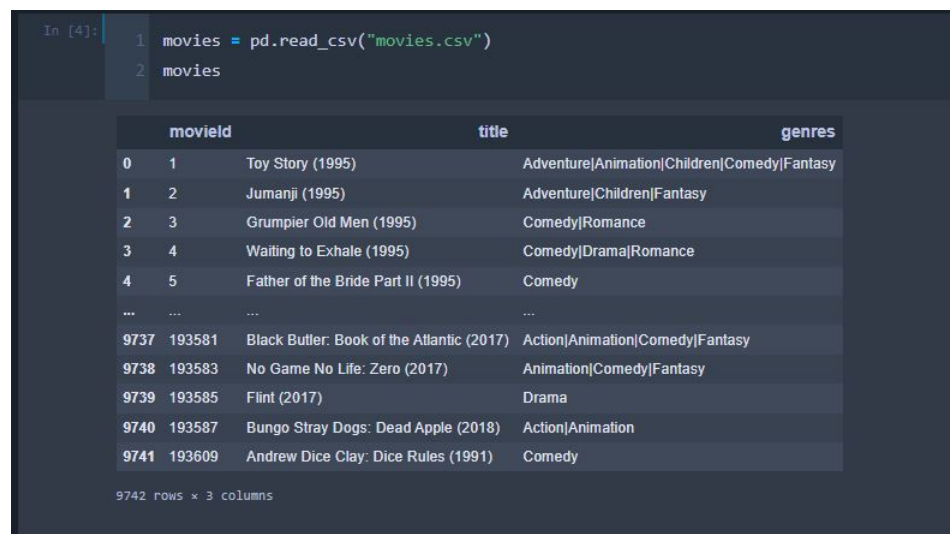 In [4]:
1 movies = pd.read_csv("movies.csv")
2 movies
movieId title genres
0 1 Toy Story (1995) Adventure|Animation|Children|Comedy|Fantasy
1 2 Jumanji (1995) Adventure|Children|Fantasy
2 3 Grumpier Old Men (1995) Comedy|Romance
3 4 Waiting to Exhale (1995) Comedy|Drama|Romance
4 5 Father of the Bride Part II (1995) Comedy
... ... ... ...
9737 193581 Black Butler: Book of the Atlantic (2017) Action|Animation|Comedy|Fantasy
9738 193583 No Game No Life: Zero (2017) Animation|Comedy|Fantasy
9739 193585 Flint (2017) Drama
9740 193587 Bungo Stray Dogs: Dead Apple (2018) Action|Animation
9741 193609 Andrew Dice Clay: Dice Rules (1991) Comedy
9742 rows × 3 columns